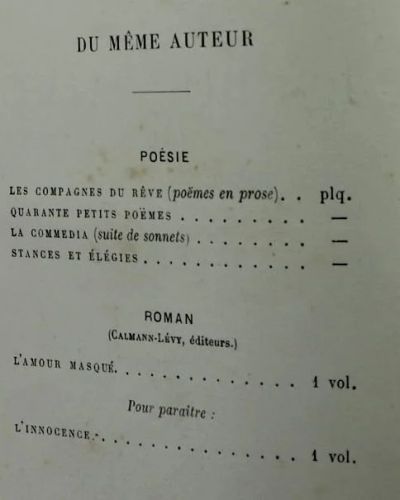 DU MÊME AUTEUR
POÉSIE
LES COMPAGNES DU RÊVE (poëmes en prose). . plq.
QUARANTE PETITS POËMES . . . . . . . . . —
LA COMMEDIA (suite de sonnets) . . . . . . . . —
STANCES ET ÉLÉGIES . . . . . . . . . . . . —
ROMAN
(CALMANN-LÉVY, éditeurs.)
L'AMOUR MASQUÉ. . . . . . . . . . . . . . 1 vol.
Pour paraître :
L'INNOCENCE -. . . . . . . . . . . . . . . 1 vol.